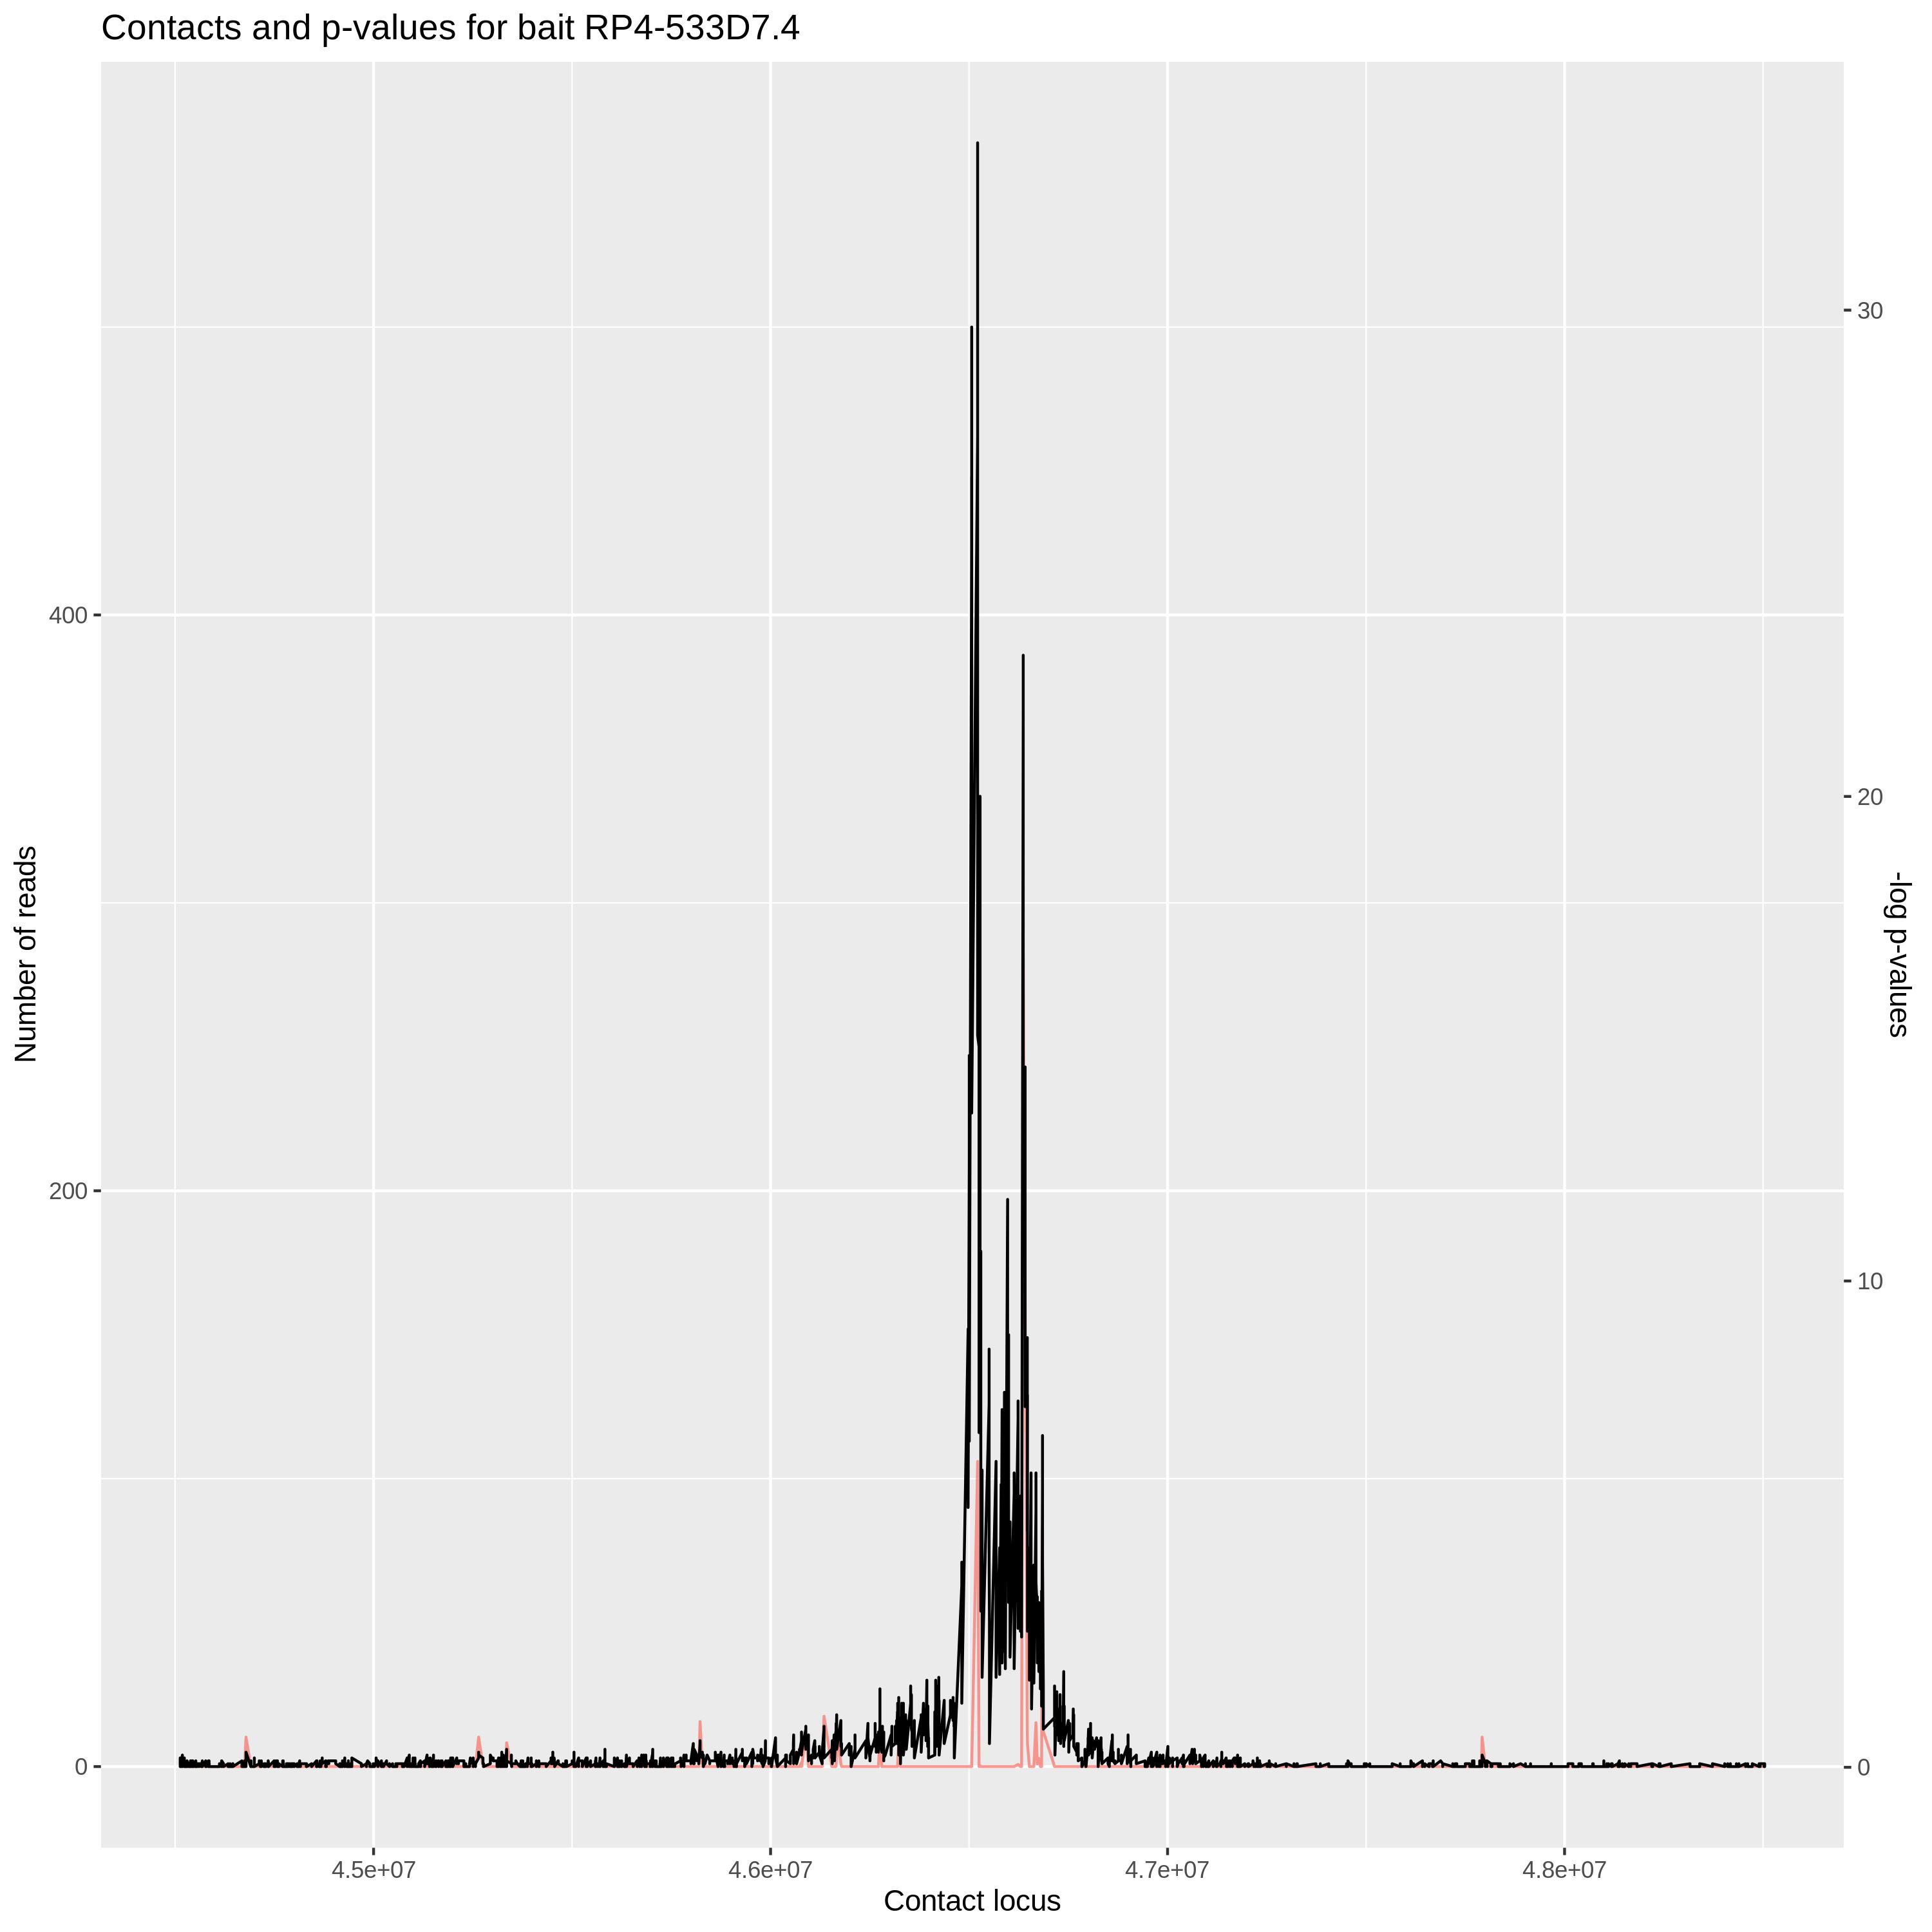 Contacts and p-values for bait RP4-533D7.4
Number of reads
400
200
0
30
20
10
0
-log p-values
4.5e+07
4.6e+07
4.7e+07
4.8e+07
Contact locus